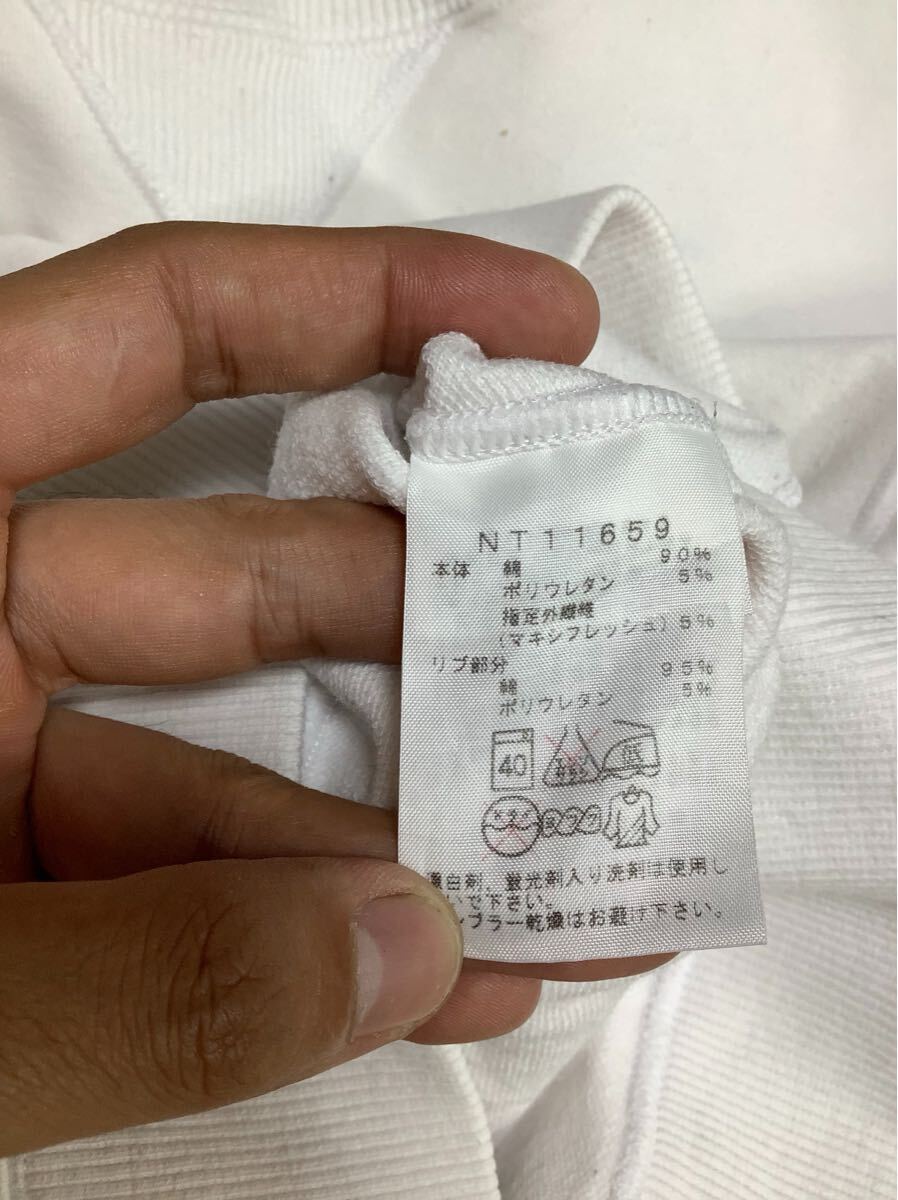 NT11659
本体 綿 90%
ポリウレタン 5%
指定外繊維
(マキシフレッシュ) 5%
リブ部分
綿 95%
ポリウレタン 5%
40
白剤、蛍光剤入り洗剤は使用し
いで下さい。
ンブラー乾燥はお避け下さい。